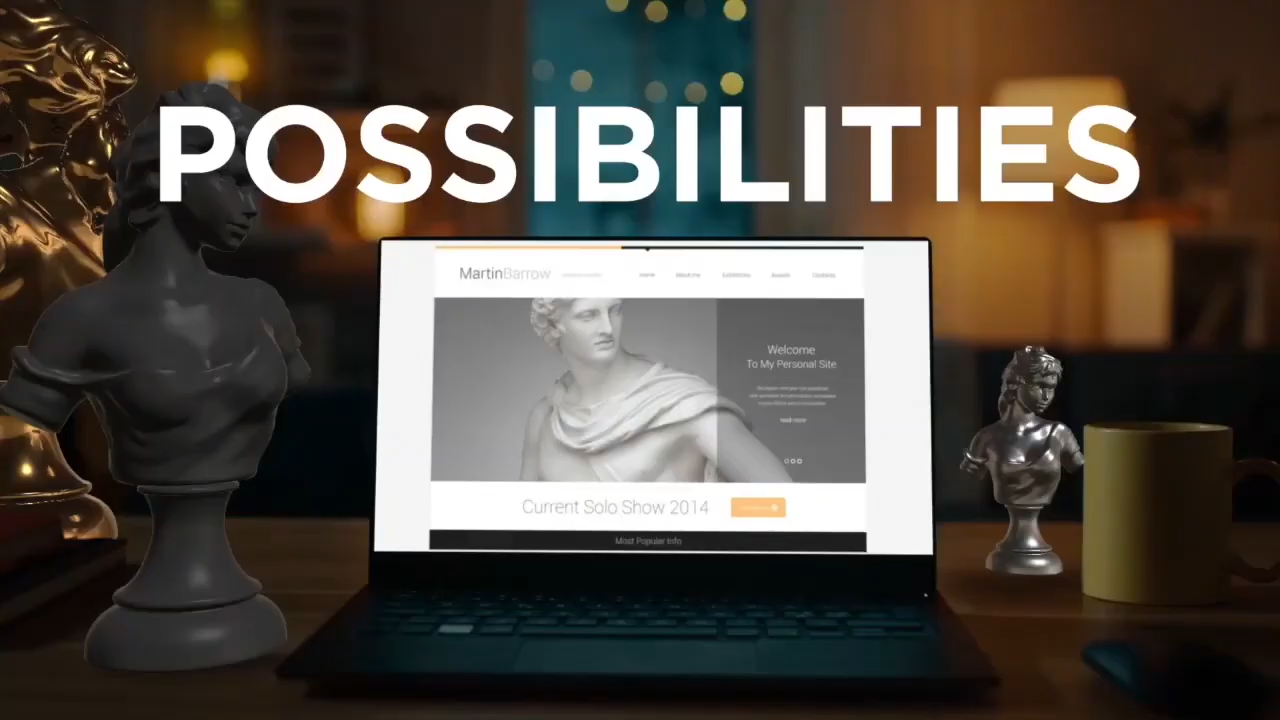 POSSIBILITIES
MartinBarrow
Home About me Exhibitions Awards Contacts
Welcome
To My Personal Site
read more
Current Solo Show 2014
Most Popular Info